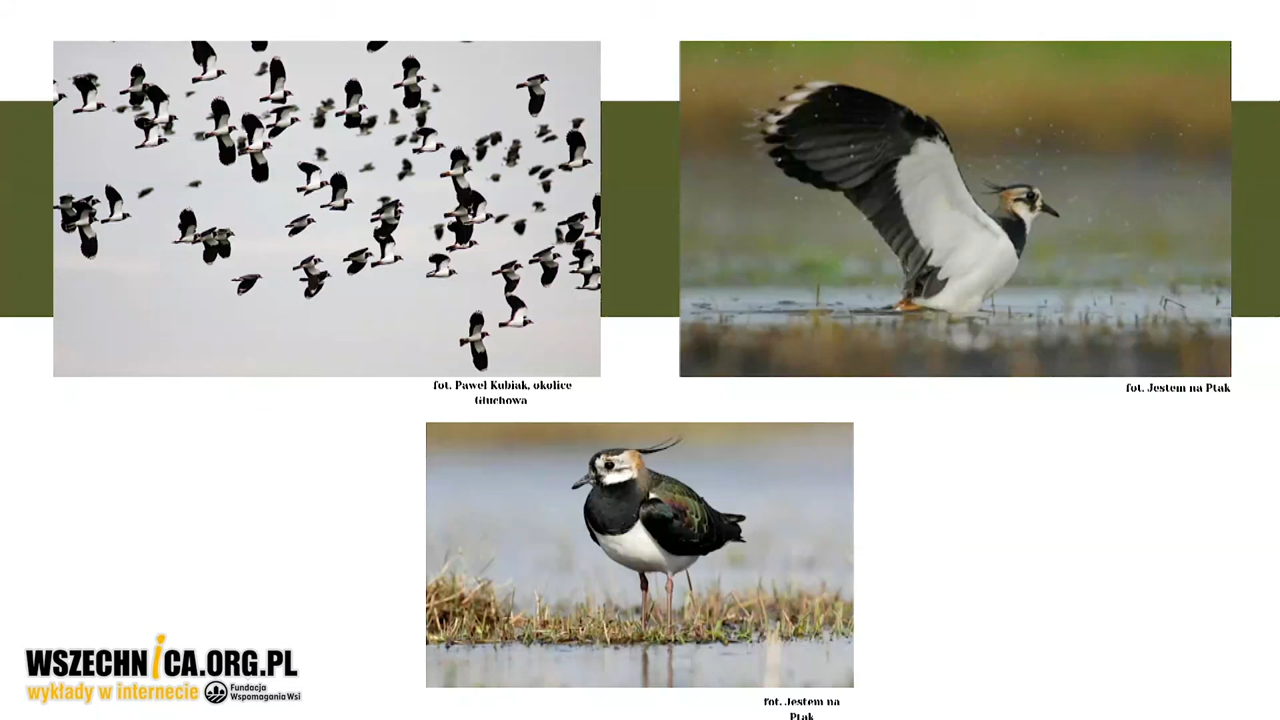 fot. Paweł Kubiak, okolice
Głuchowa
fot. Jestem na Ptak
fot. Jestem na
Ptak
WSZECHNiCA.ORG.PL
wykłady w internecie
Fundacja
Wspomagania Wsi